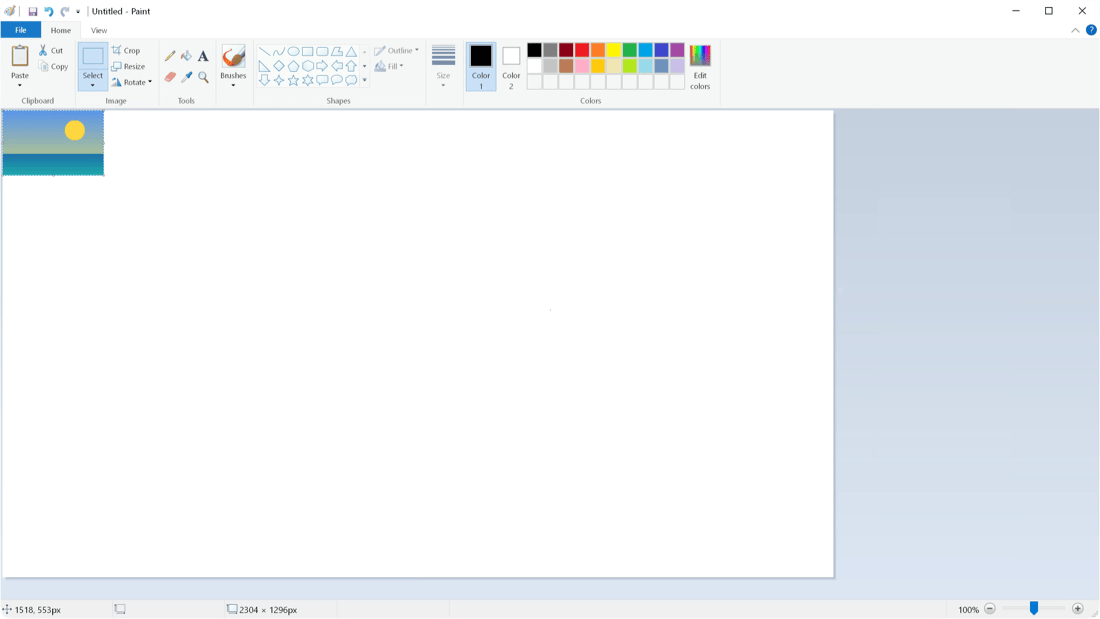 Untitled - Paint
File Home View
Paste
Cut
Copy
Clipboard
Select
Crop
Resize
Rotate
Image
A
Tools
Brushes
Shapes
Outline
Fill
Size
Color
1
Color
2
Edit
colors
Colors
1518, 553px
2304 × 1296px
100%